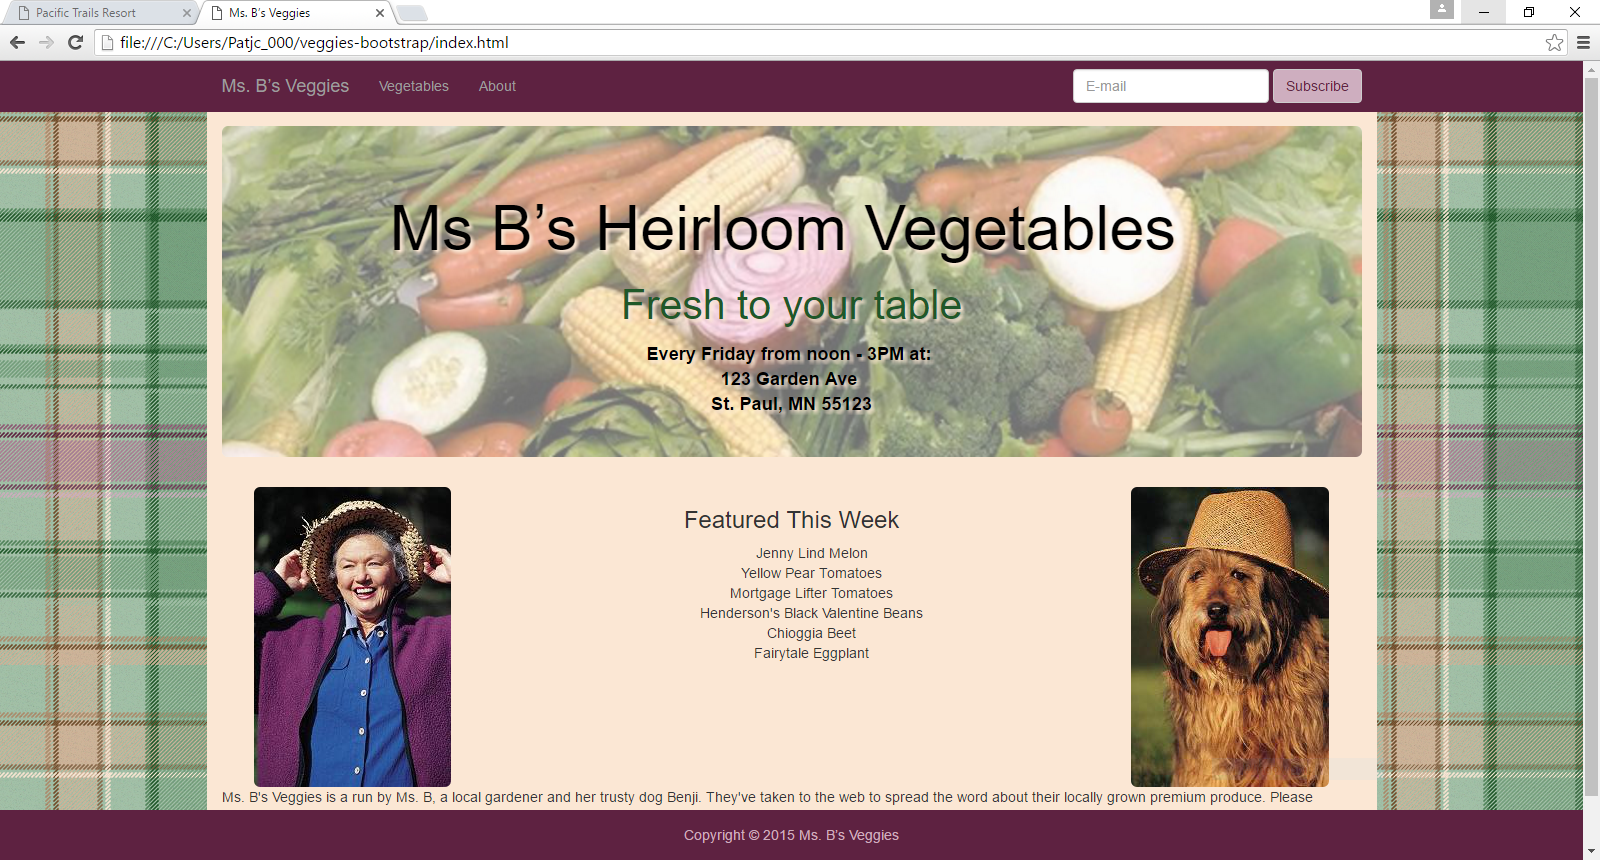 Pacific Trails Resort
Ms. B's Veggies
file:///C:/Users/Patjc_000/veggies-bootstrap/index.html
Ms. B's Veggies Vegetables About E-mail Subscribe
Ms B’s Heirloom Vegetables
Fresh to your table
Every Friday from noon - 3PM at:
123 Garden Ave
St. Paul, MN 55123
Featured This Week
Jenny Lind Melon
Yellow Pear Tomatoes
Mortgage Lifter Tomatoes
Henderson's Black Valentine Beans
Chioggia Beet
Fairytale Eggplant
Ms. B's Veggies is a run by Ms. B, a local gardener and her trusty dog Benji. They've taken to the web to spread the word about their locally grown premium produce. Please
Copyright © 2015 Ms. B's Veggies